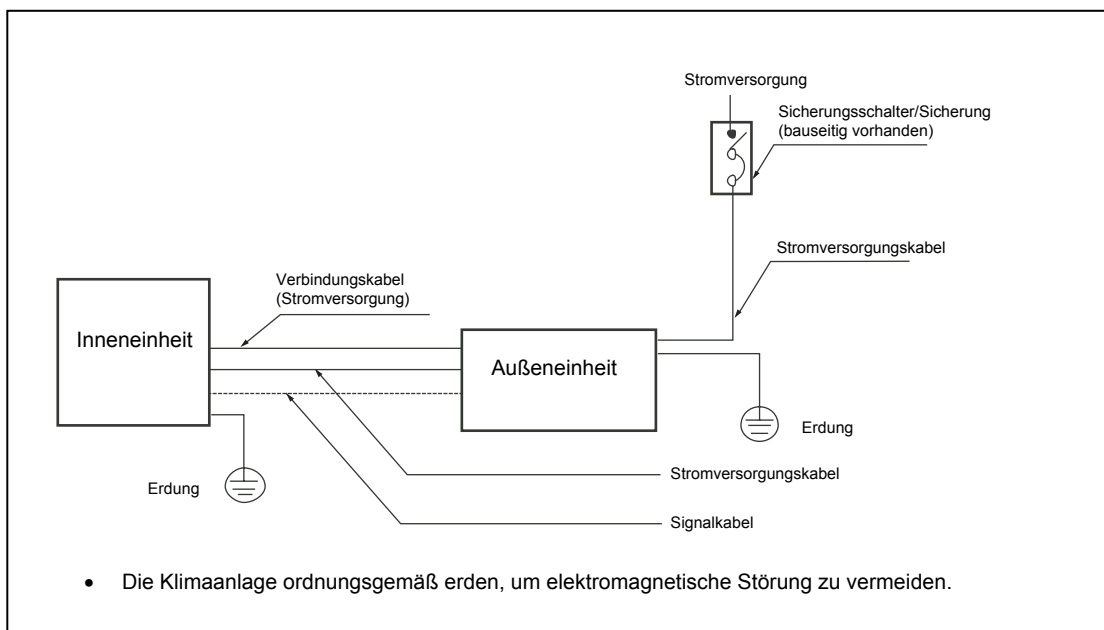 Stromversorgung
Sicherungsschalter/Sicherung
(bauseitig vorhanden)
Stromversorgungskabel
Verbindungskabel
(Stromversorgung)
Inneneinheit
Außeneinheit
Erdung
Erdung
Stromversorgungskabel
Signalkabel
• Die Klimaanlage ordnungsgemäß erden, um elektromagnetische Störung zu vermeiden.